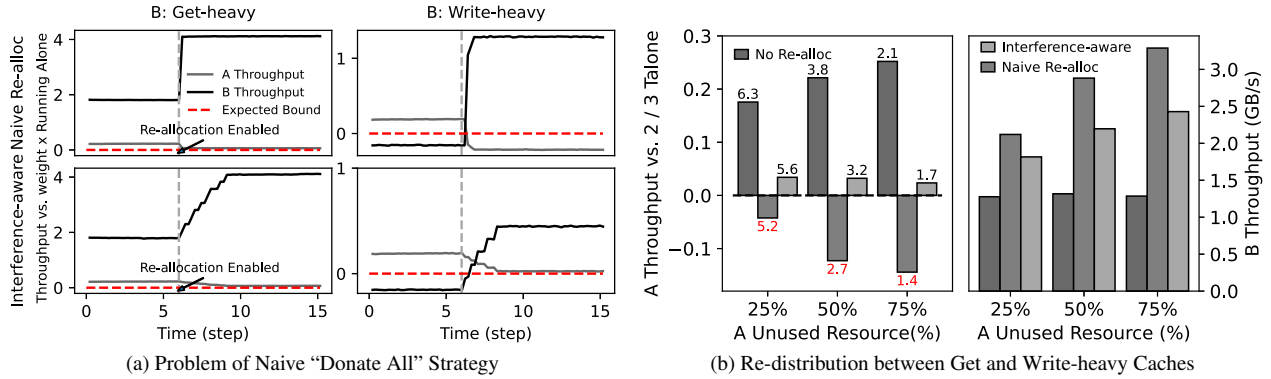 B: Get-heavy
B: Write-heavy
Interference-aware Naive Re-alloc
Throughput vs. weight x Running Alone
4
2
0
A Throughput
B Throughput
Expected Bound
Re-allocation Enabled
1
0
4
2
0
Re-allocation Enabled
1
0
0 5 10 15
0 5 10 15
Time (step)
Time (step)
(a) Problem of Naive “Donate All” Strategy
A Throughput vs. 2 / 3 Talone
0.3
0.2
0.1
0.0
−0.1
No Re-alloc
6.3
5.2
5.6
3.8
2.7
3.2
2.1
1.4
1.7
25% 50% 75%
A Unused Resource(%)
Interference-aware
Naive Re-alloc
3.0
2.5
2.0
1.5
1.0
0.5
0.0
B Throughput (GB/s)
25% 50% 75%
A Unused Resource (%)
(b) Re-distribution between Get and Write-heavy Caches